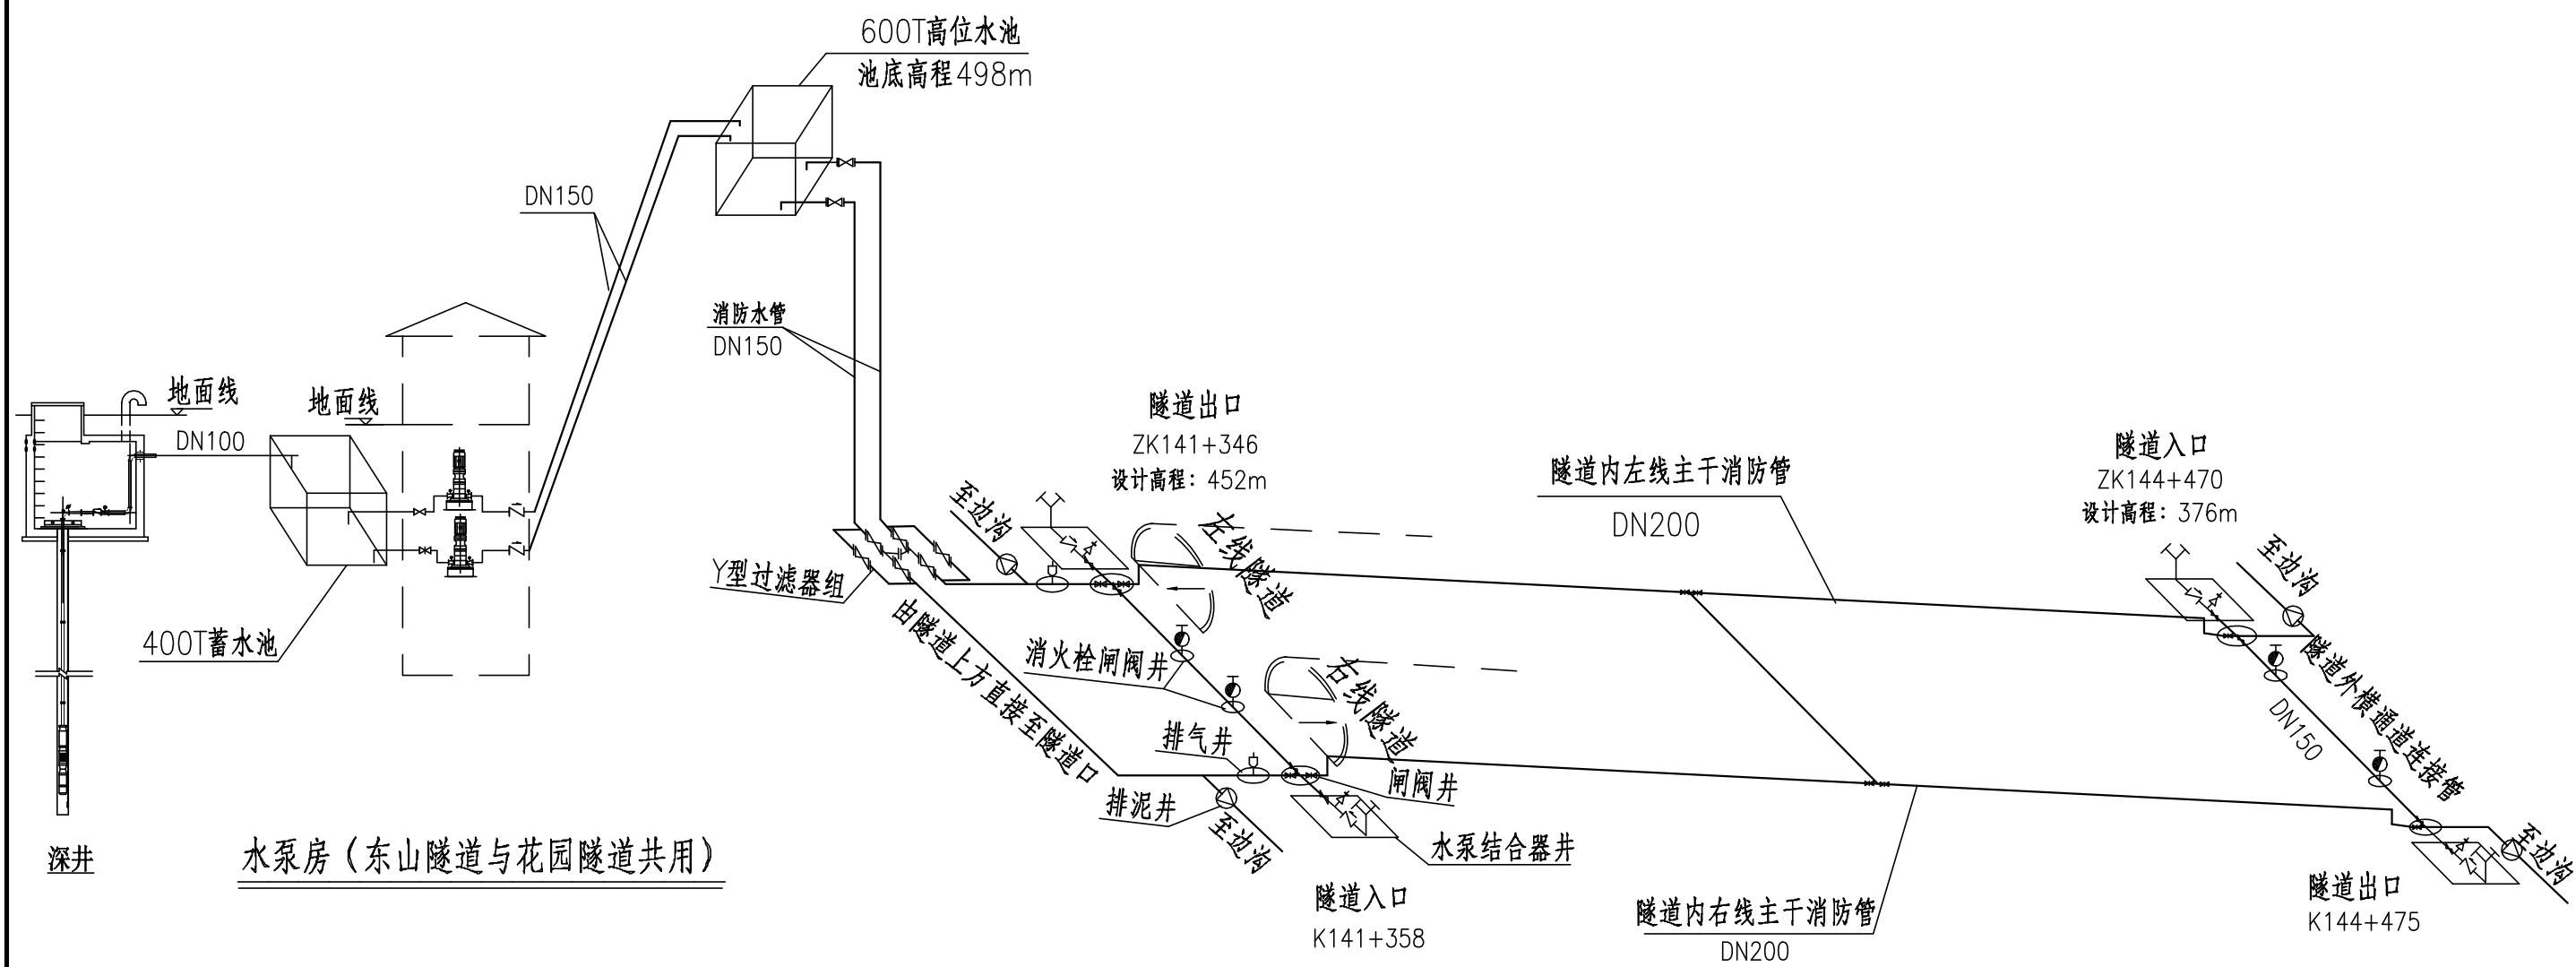 600T高位水池
池底高程498m
DN150
消防水管
DN150
地面线
DN100
地面线
400T蓄水池
深井
水泵房（东山隧道与花园隧道共用）
Y型过滤器组
由隧道上方直接至隧道口
至边沟
隧道出口
ZK141+346
设计高程：452m
左线隧道
消火栓闸阀井
右线隧道
排气井
排泥井
至边沟
闸阀井
水泵结合器井
隧道入口
K141+358
隧道内左线主干消防管
DN200
隧道内右线主干消防管
DN200
隧道入口
ZK144+470
设计高程：376m
至边沟
隧道外横通道连接管
DN150
至边沟
隧道出口
K144+475